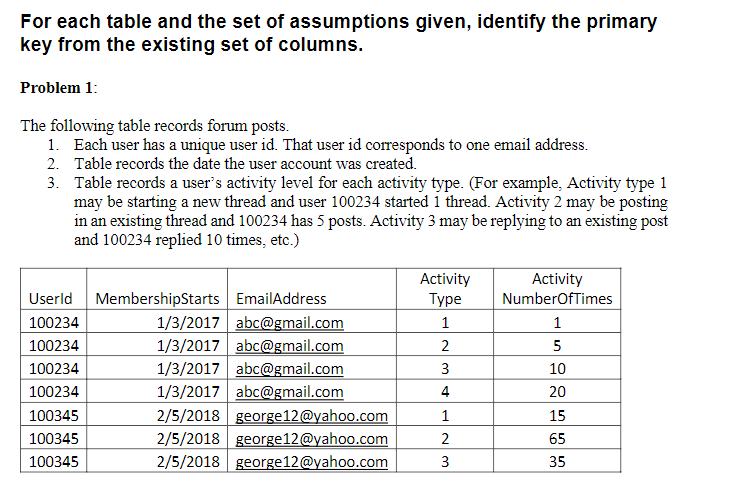 For each table and the set of assumptions given, identify the primary
key from the existing set of columns.
Problem 1:
The following table records forum posts.
1. Each user has a unique user id. That user id corresponds to one email address.
2. Table records the date the user account was created.
3. Table records a user's activity level for each activity type. (For example, Activity type 1
may be starting a new thread and user 100234 started 1 thread. Activity 2 may be posting
in an existing thread and 100234 has 5 posts. Activity 3 may be replying to an existing post
and 100234 replied 10 times, etc.)
Activity Activity
UserId MembershipStarts EmailAddress Type NumberOfTimes
100234 1/3/2017 abc@gmail.com 1 1
100234 1/3/2017 abc@gmail.com 2 5
100234 1/3/2017 abc@gmail.com 3 10
100234 1/3/2017 abc@gmail.com 4 20
100345 2/5/2018 george12@yahoo.com 1 15
100345 2/5/2018 george12@yahoo.com 2 65
100345 2/5/2018 george12@yahoo.com 3 35